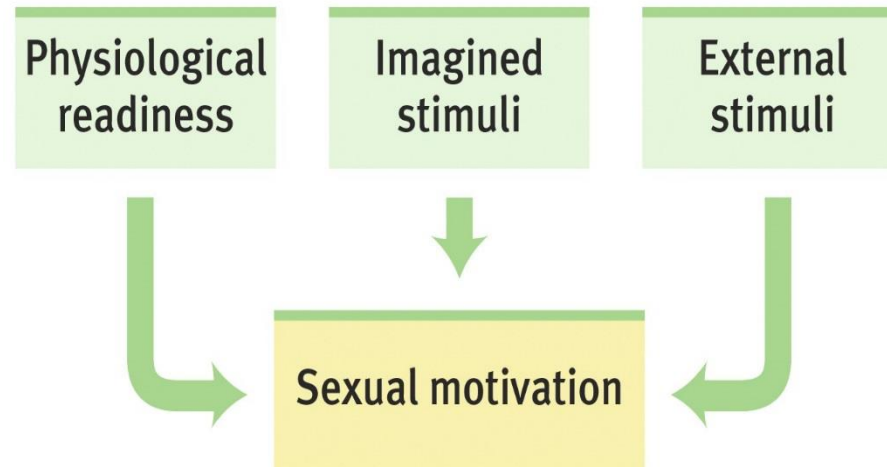 Physiological
readiness
Imagined
stimuli
External
stimuli
Sexual motivation